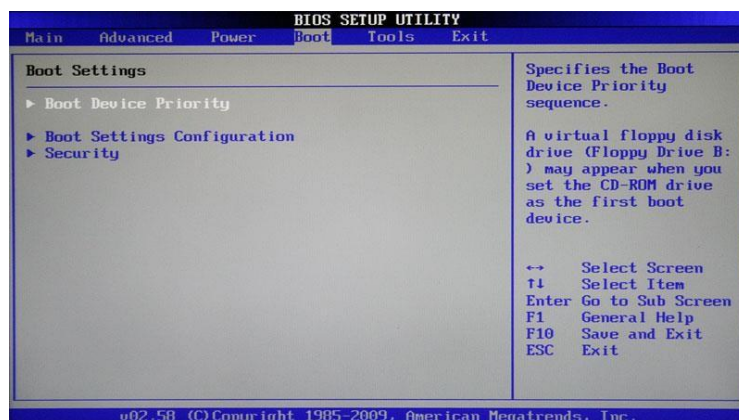 BIOS SETUP UTILITY
Main Advanced Power Boot Tools Exit
Boot Settings
▶ Boot Device Priority
▶ Boot Settings Configuration
▶ Security
Specifies the Boot
Device Priority
sequence.
A virtual floppy disk
drive (Floppy Drive B:
) may appear when you
set the CD-ROM drive
as the first boot
device.
↔ Select Screen
↑↓ Select Item
Enter Go to Sub Screen
F1 General Help
F10 Save and Exit
ESC Exit
v02.58 (C)Copyright 1985-2009, American Megatrends, Inc.